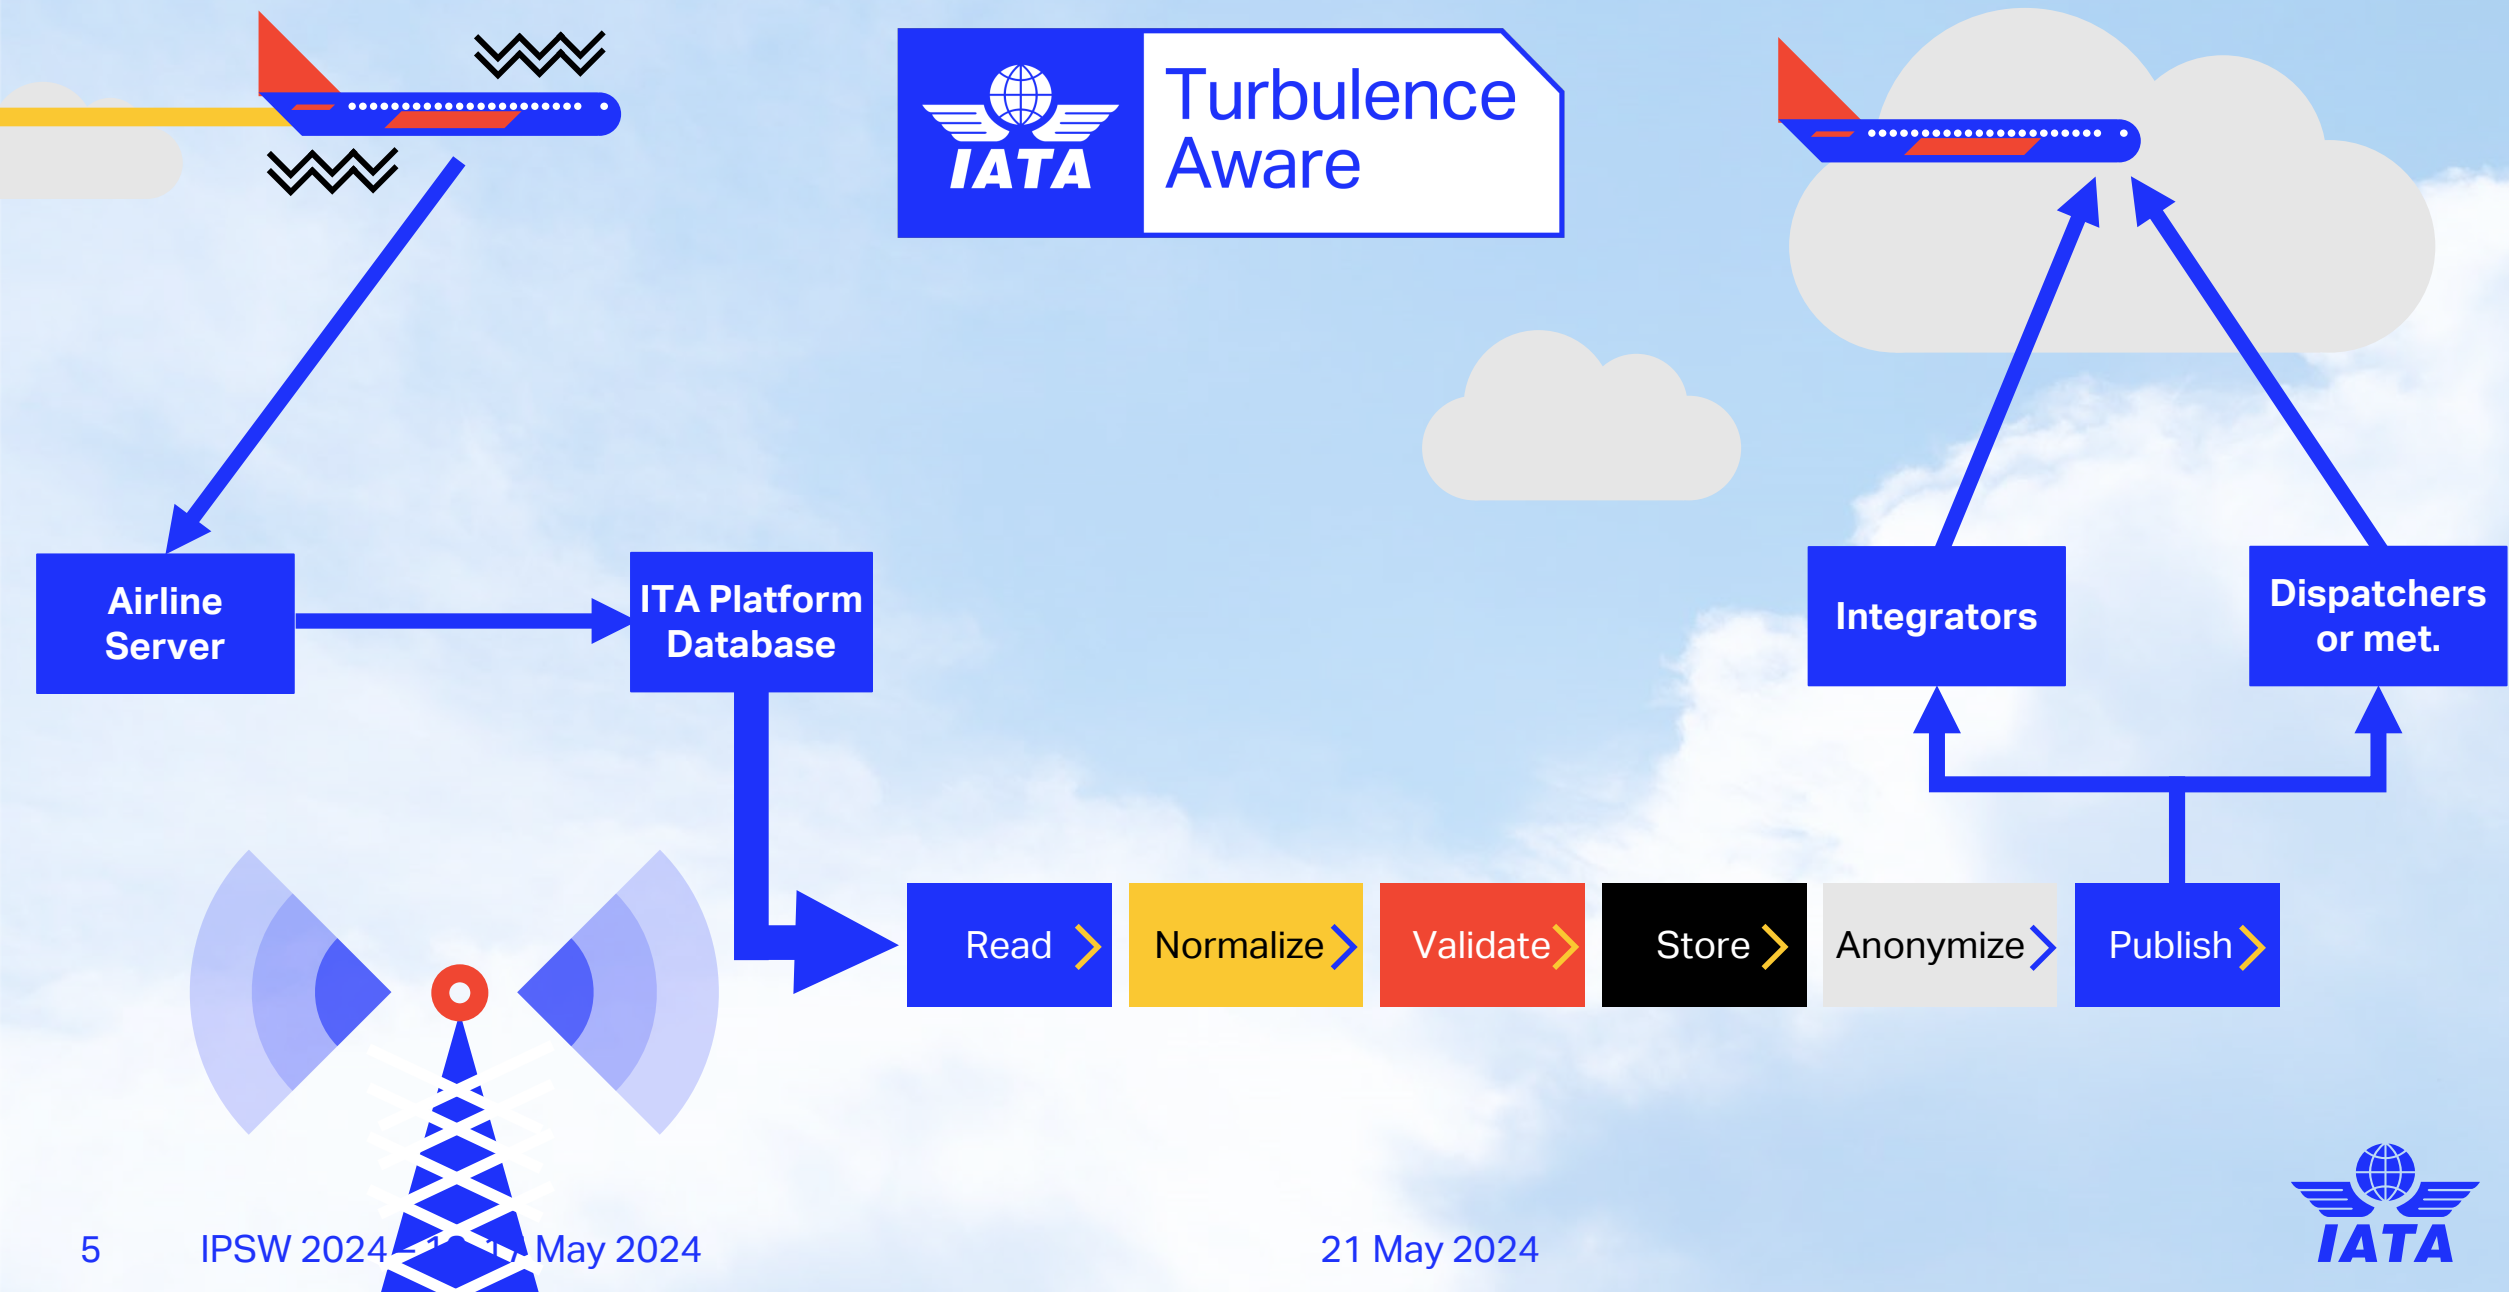 IATA
Turbulence
Aware
Airline
Server
ITA Platform
Database
Integrators
Dispatchers
or met.
Read
Normalize
Validate
Store
Anonymize
Publish
5
IPSW 2024 – 17 May 2024
21 May 2024
IATA